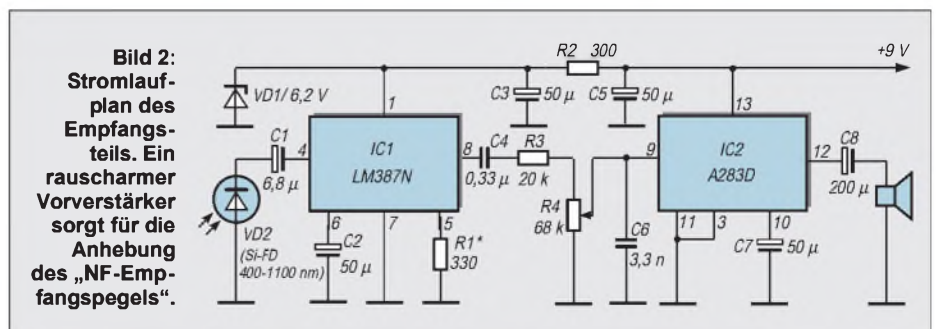 Bild 2:
Stromlauf-
plan des
Empfangs-
teils. Ein
rauscharmer
Vorverstärker
sorgt für die
Anhebung
des „NF-Emp-
fangspegels“.
R2 300
+9 V
VD1/ 6,2 V
C3
50 µ
C5
50 µ
1
13
C1
6,8 µ
4
IC1
LM387N
8
C4
0,33 µ
R3
20 k
9
IC2
A283D
12
C8
200 µ
VD2
(Si-FD
400-1100 nm)
6
7
5
C2
50 µ
R1*
330
R4
68 k
C6
3,3 n
11
3
10
C7
50 µ